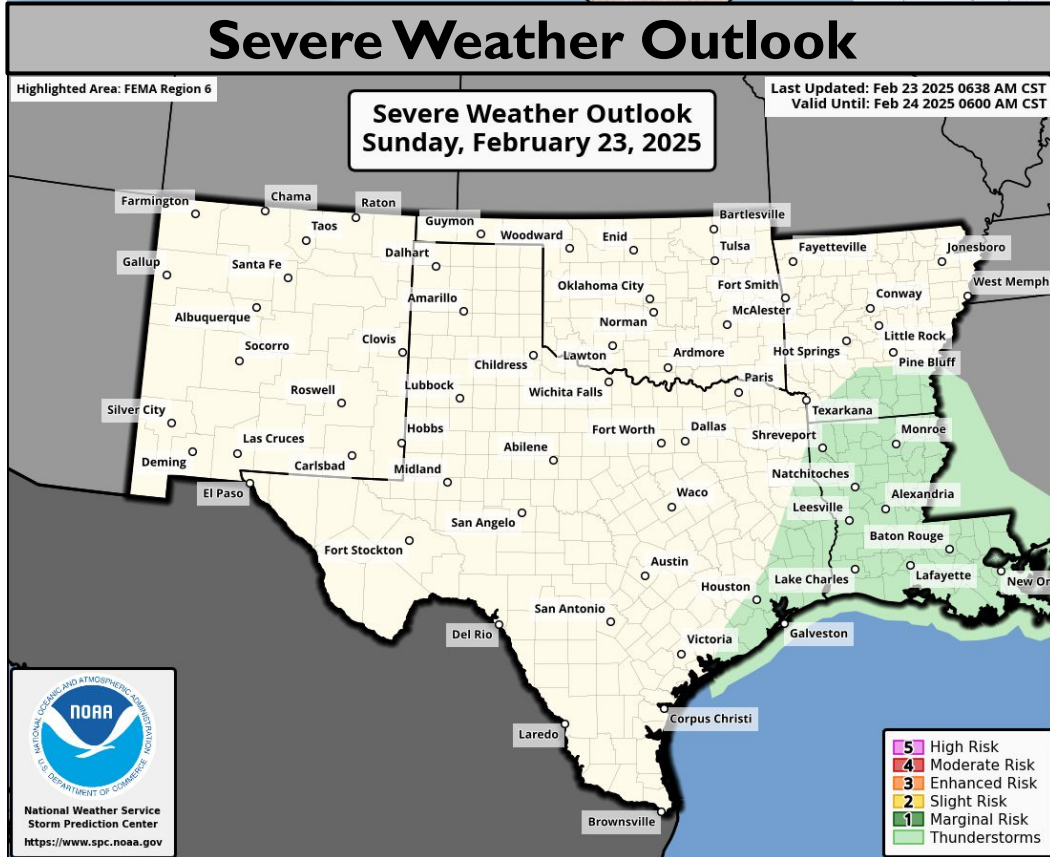 Severe Weather Outlook
Highlighted Area: FEMA Region 6
Last Updated: Feb 23 2025 0638 AM CST
Valid Until: Feb 24 2025 0600 AM CST
Severe Weather Outlook
Sunday, February 23, 2025
Farmington
Chama
Raton
Taos
Guymon
Woodward
Enid
Bartlesville
Tulsa
Fayetteville
Jonesboro
Gallup
Santa Fe
Dalhart
Oklahoma City
Fort Smith
West Memph
Albuquerque
Amarillo
Norman
McAlester
Conway
Socorro
Clovis
Childress
Lawton
Ardmore
Hot Springs
Little Rock
Pine Bluff
Roswell
Lubbock
Wichita Falls
Paris
Silver City
Texarkana
Las Cruces
Hobbs
Abilene
Fort Worth
Dallas
Shreveport
Monroe
Deming
Carlsbad
Midland
Natchitoches
El Paso
Waco
Leesville
Alexandria
San Angelo
Fort Stockton
Baton Rouge
Austin
Houston
Lake Charles
Lafayette
New Or
San Antonio
Del Rio
Victoria
Galveston
Laredo
Corpus Christi
Brownsville
NATIONAL OCEANIC AND ATMOSPHERIC ADMINISTRATION
NOAA
U.S. DEPARTMENT OF COMMERCE
National Weather Service
Storm Prediction Center
https://www.spc.noaa.gov
5 High Risk
4 Moderate Risk
3 Enhanced Risk
2 Slight Risk
1 Marginal Risk
Thunderstorms